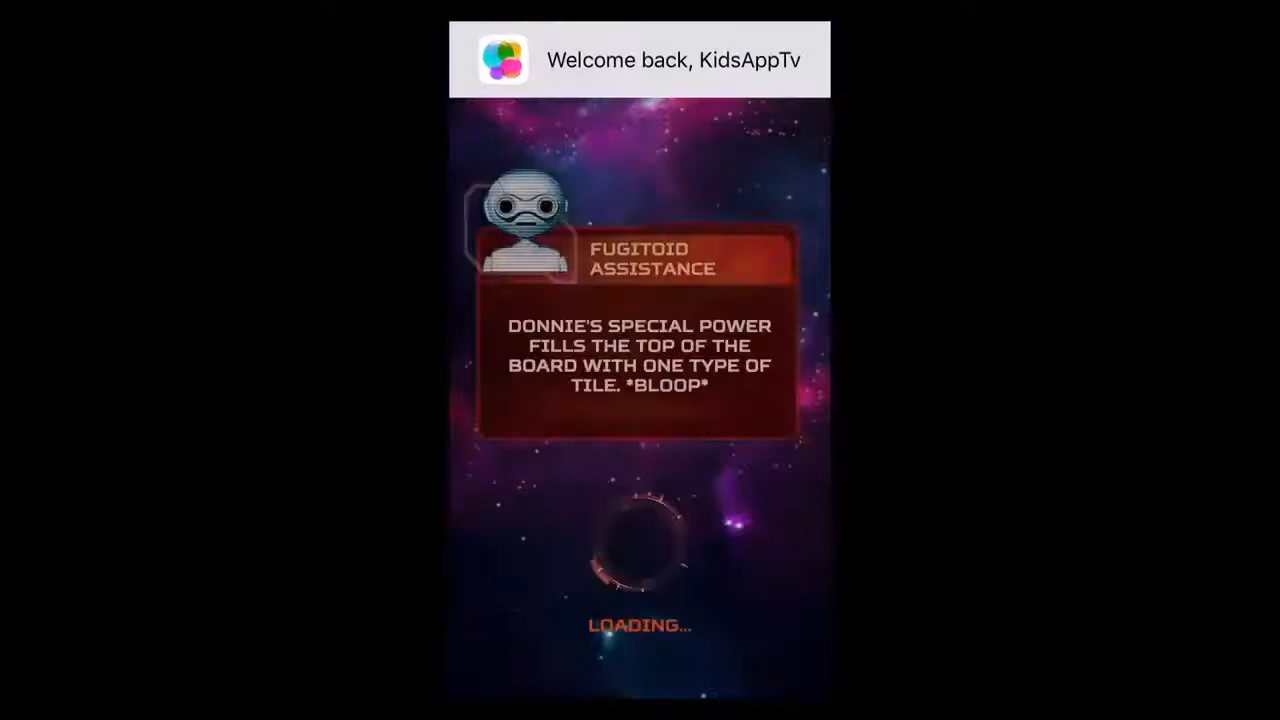 Welcome back, KidsAppTv
FUGITOID
ASSISTANCE
DONNIE'S SPECIAL POWER
FILLS THE TOP OF THE
BOARD WITH ONE TYPE OF
TILE. *BLOOP*
LOADING...